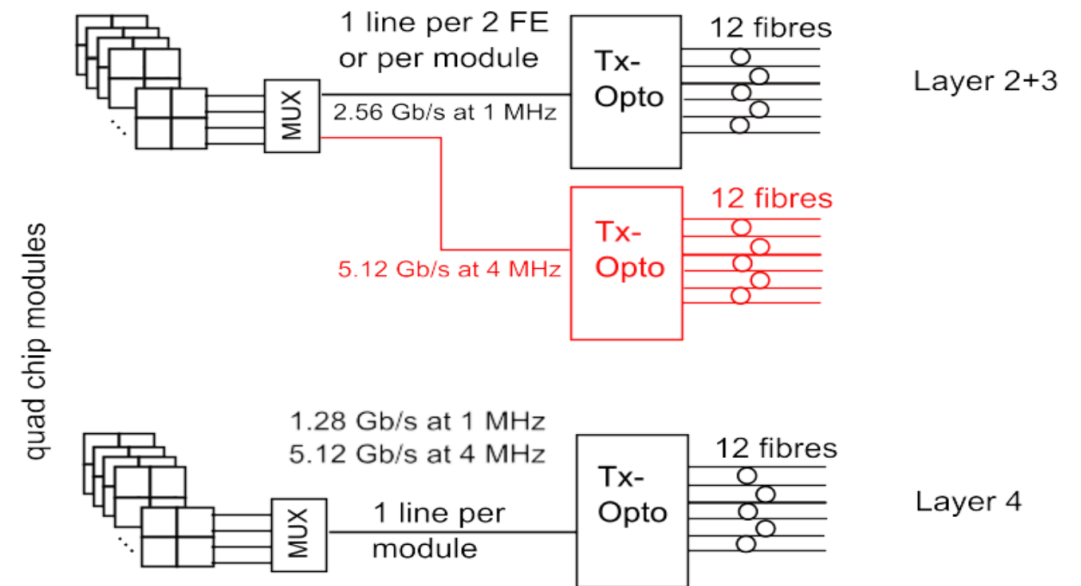 1 line per 2 FE
or per module
12 fibres
Tx-
Opto
MUX
2.56 Gb/s at 1 MHz
Layer 2+3
12 fibres
Tx-
Opto
5.12 Gb/s at 4 MHz
quad chip modules
1.28 Gb/s at 1 MHz
5.12 Gb/s at 4 MHz
12 fibres
Tx-
Opto
MUX
1 line per
module
Layer 4